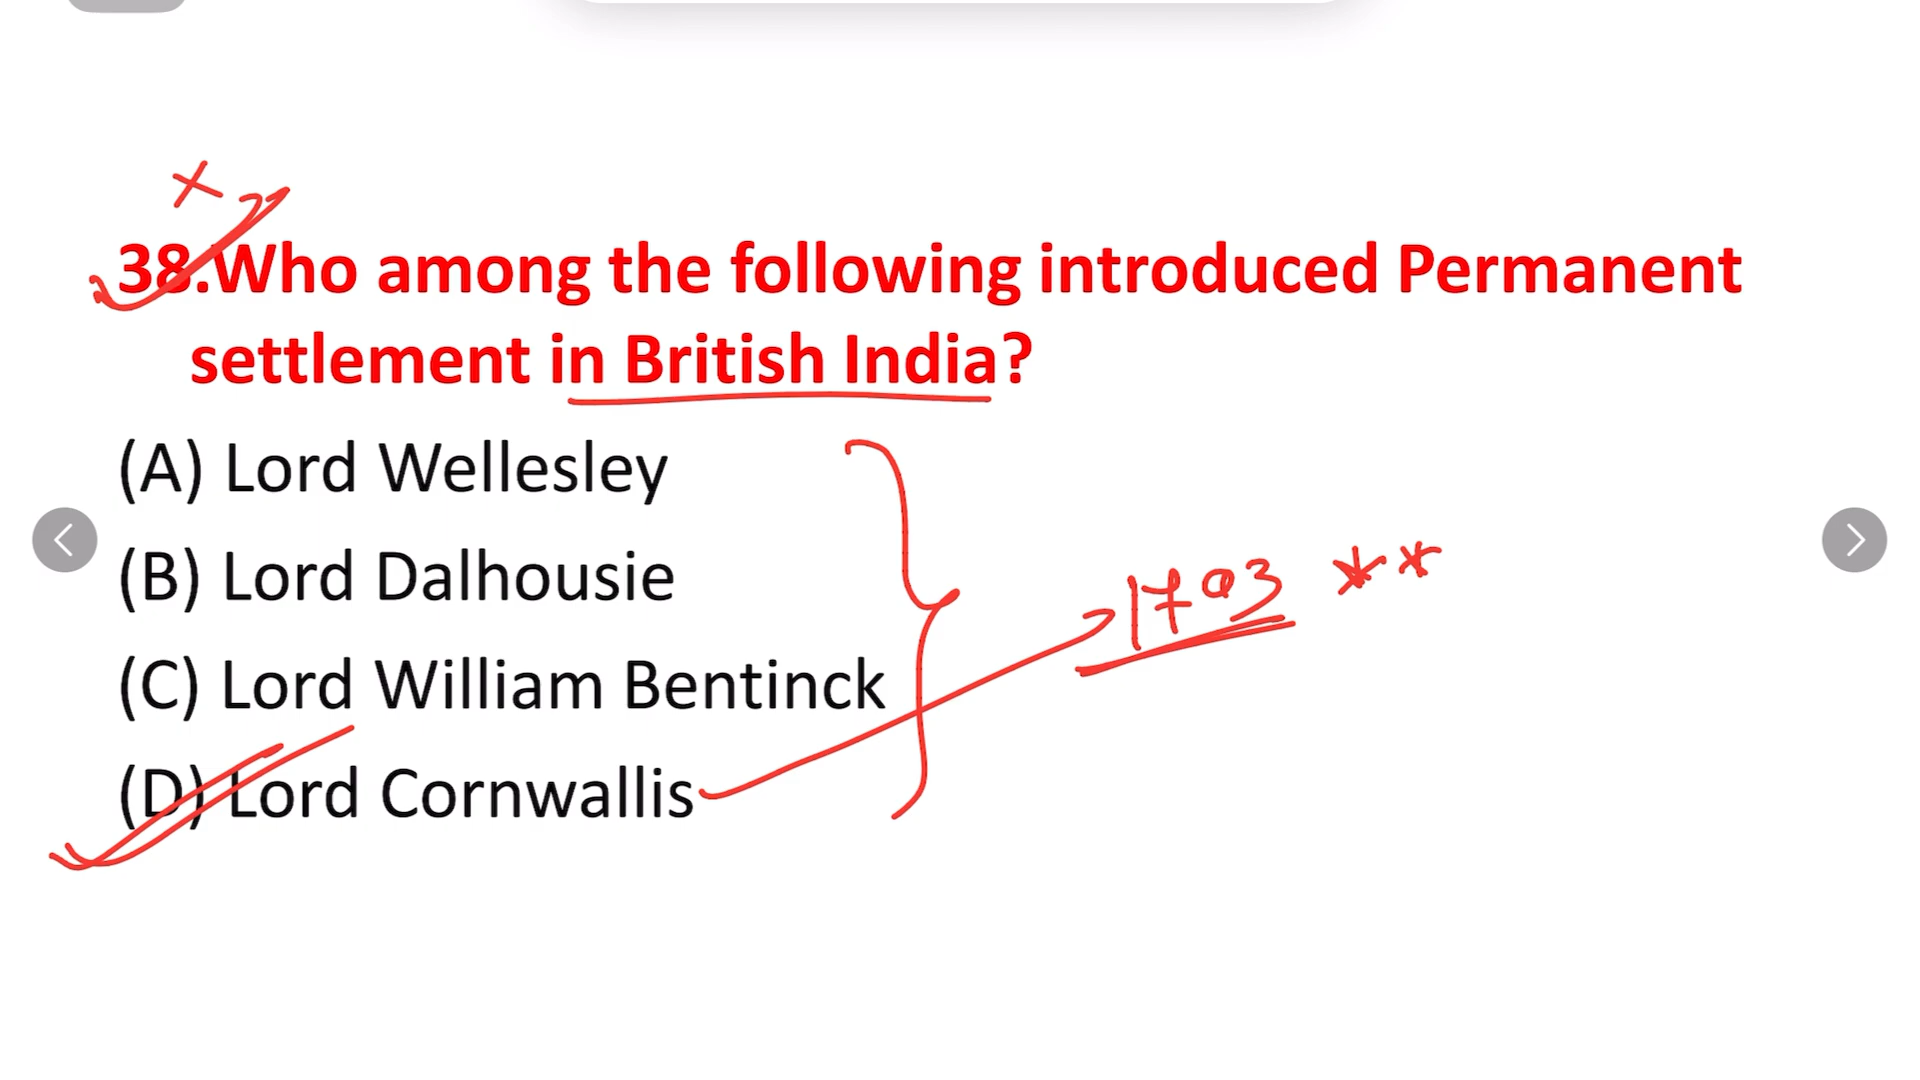 38.Who among the following introduced Permanent
settlement in British India?
(A) Lord Wellesley
(B) Lord Dalhousie
1793 **
(C) Lord William Bentinck
(D) Lord Cornwallis